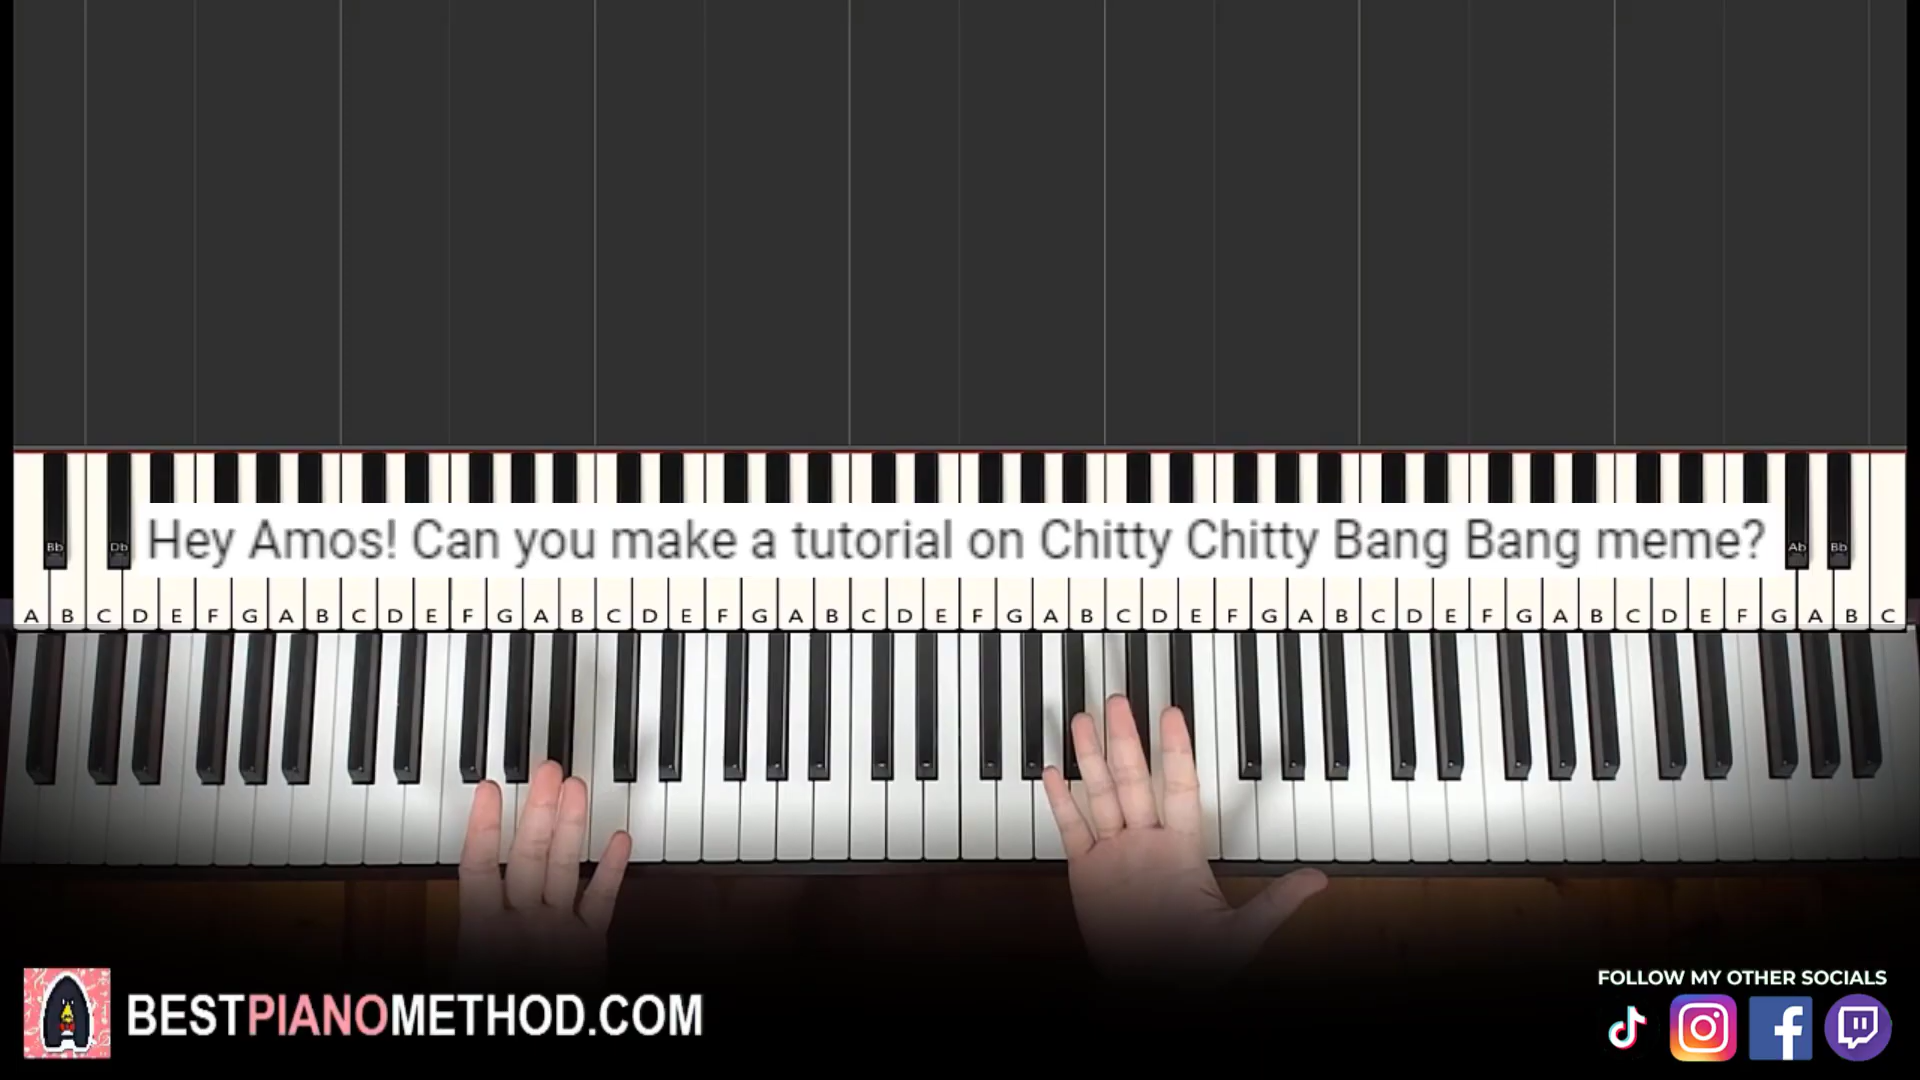 Hey Amos! Can you make a tutorial on Chitty Chitty Bang Bang meme?
Bb Db Ab Bb
A B C D E F G A B C D E F G A B C D E F G A B C D E F G A B C D E F G A B C D E F G A B C D E F G A B C
BESTPIANOMETHOD.COM
FOLLOW MY OTHER SOCIALS